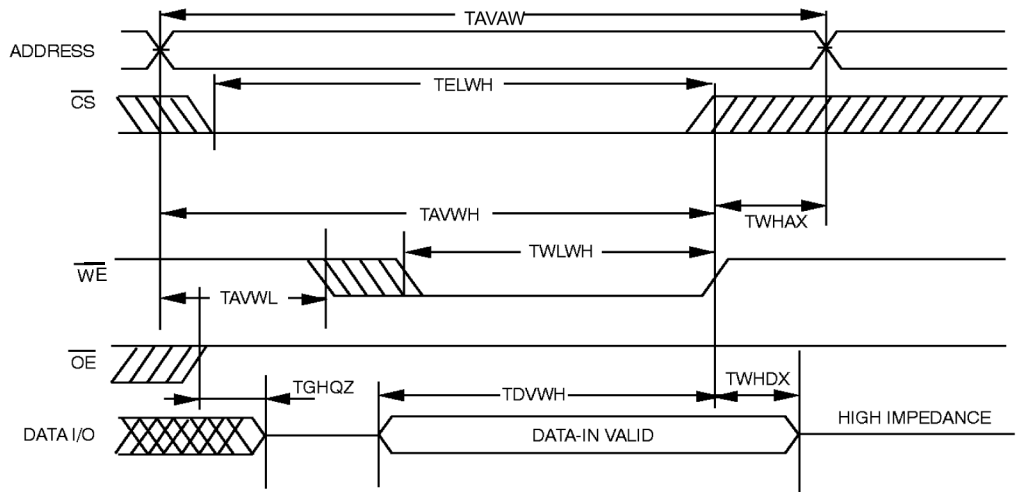 TAVAW
ADDRESS
TELWH
CS
TAVWH
TWHAX
TWLWH
WE
TAVWL
OE
TGHQZ
TDVWH
TWHDX
HIGH IMPEDANCE
DATA I/O
DATA-IN VALID